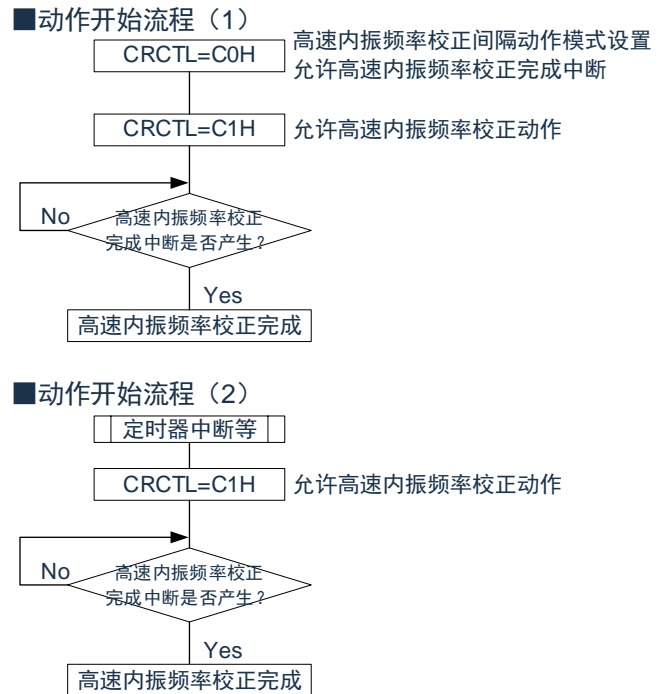 ■动作开始流程（1）
CRCTL=C0H
高速内振频率校正间隔动作模式设置
允许高速内振频率校正完成中断
CRCTL=C1H
允许高速内振频率校正动作
No
高速内振频率校正
完成中断是否产生？
Yes
高速内振频率校正完成
■动作开始流程（2）
定时器中断等
CRCTL=C1H
允许高速内振频率校正动作
No
高速内振频率校正
完成中断是否产生？
Yes
高速内振频率校正完成